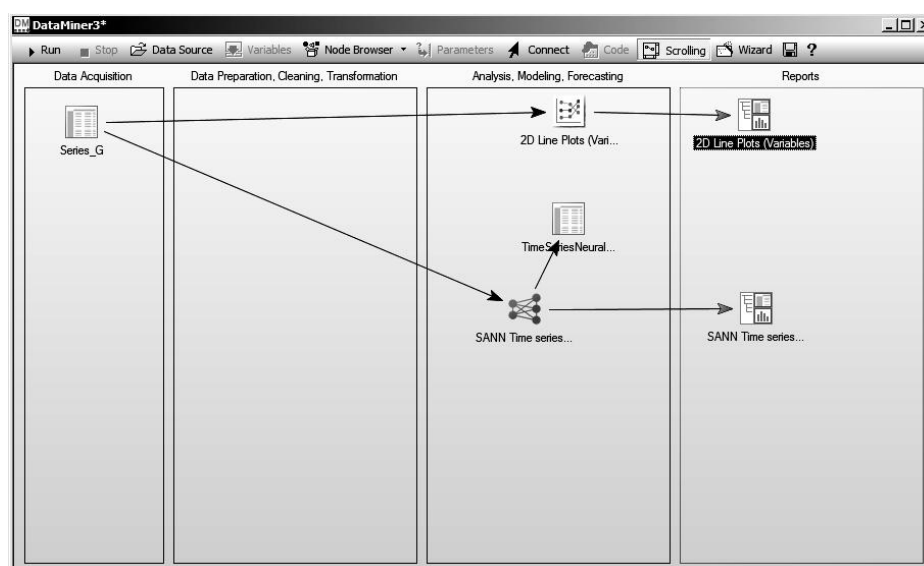 DM DataMiner3*
Run Stop Data Source Variables Node Browser Parameters Connect Code Scrolling Wizard ?
Data Acquisition Data Preparation, Cleaning, Transformation Analysis, Modeling, Forecasting Reports
Series_G
2D Line Plots (Vari...
2D Line Plots (Variables)
TimeSeriesNeural...
SANN Time series...
SANN Time series...